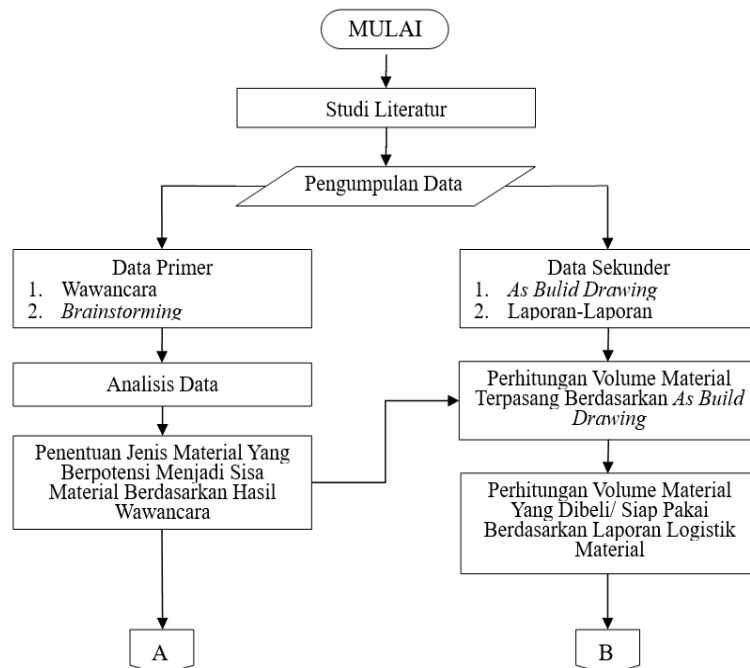 MULAI
Studi Literatur
Pengumpulan Data
Data Primer
1. Wawancara
2. Brainstorming
Analisis Data
Penentuan Jenis Material Yang
Berpotensi Menjadi Sisa
Material Berdasarkan Hasil
Wawancara
A
Data Sekunder
1. As Bulid Drawing
2. Laporan-Laporan
Perhitungan Volume Material
Terpasang Berdasarkan As Build
Drawing
Perhitungan Volume Material
Yang Dibeli/ Siap Pakai
Berdasarkan Laporan Logistik
Material
B